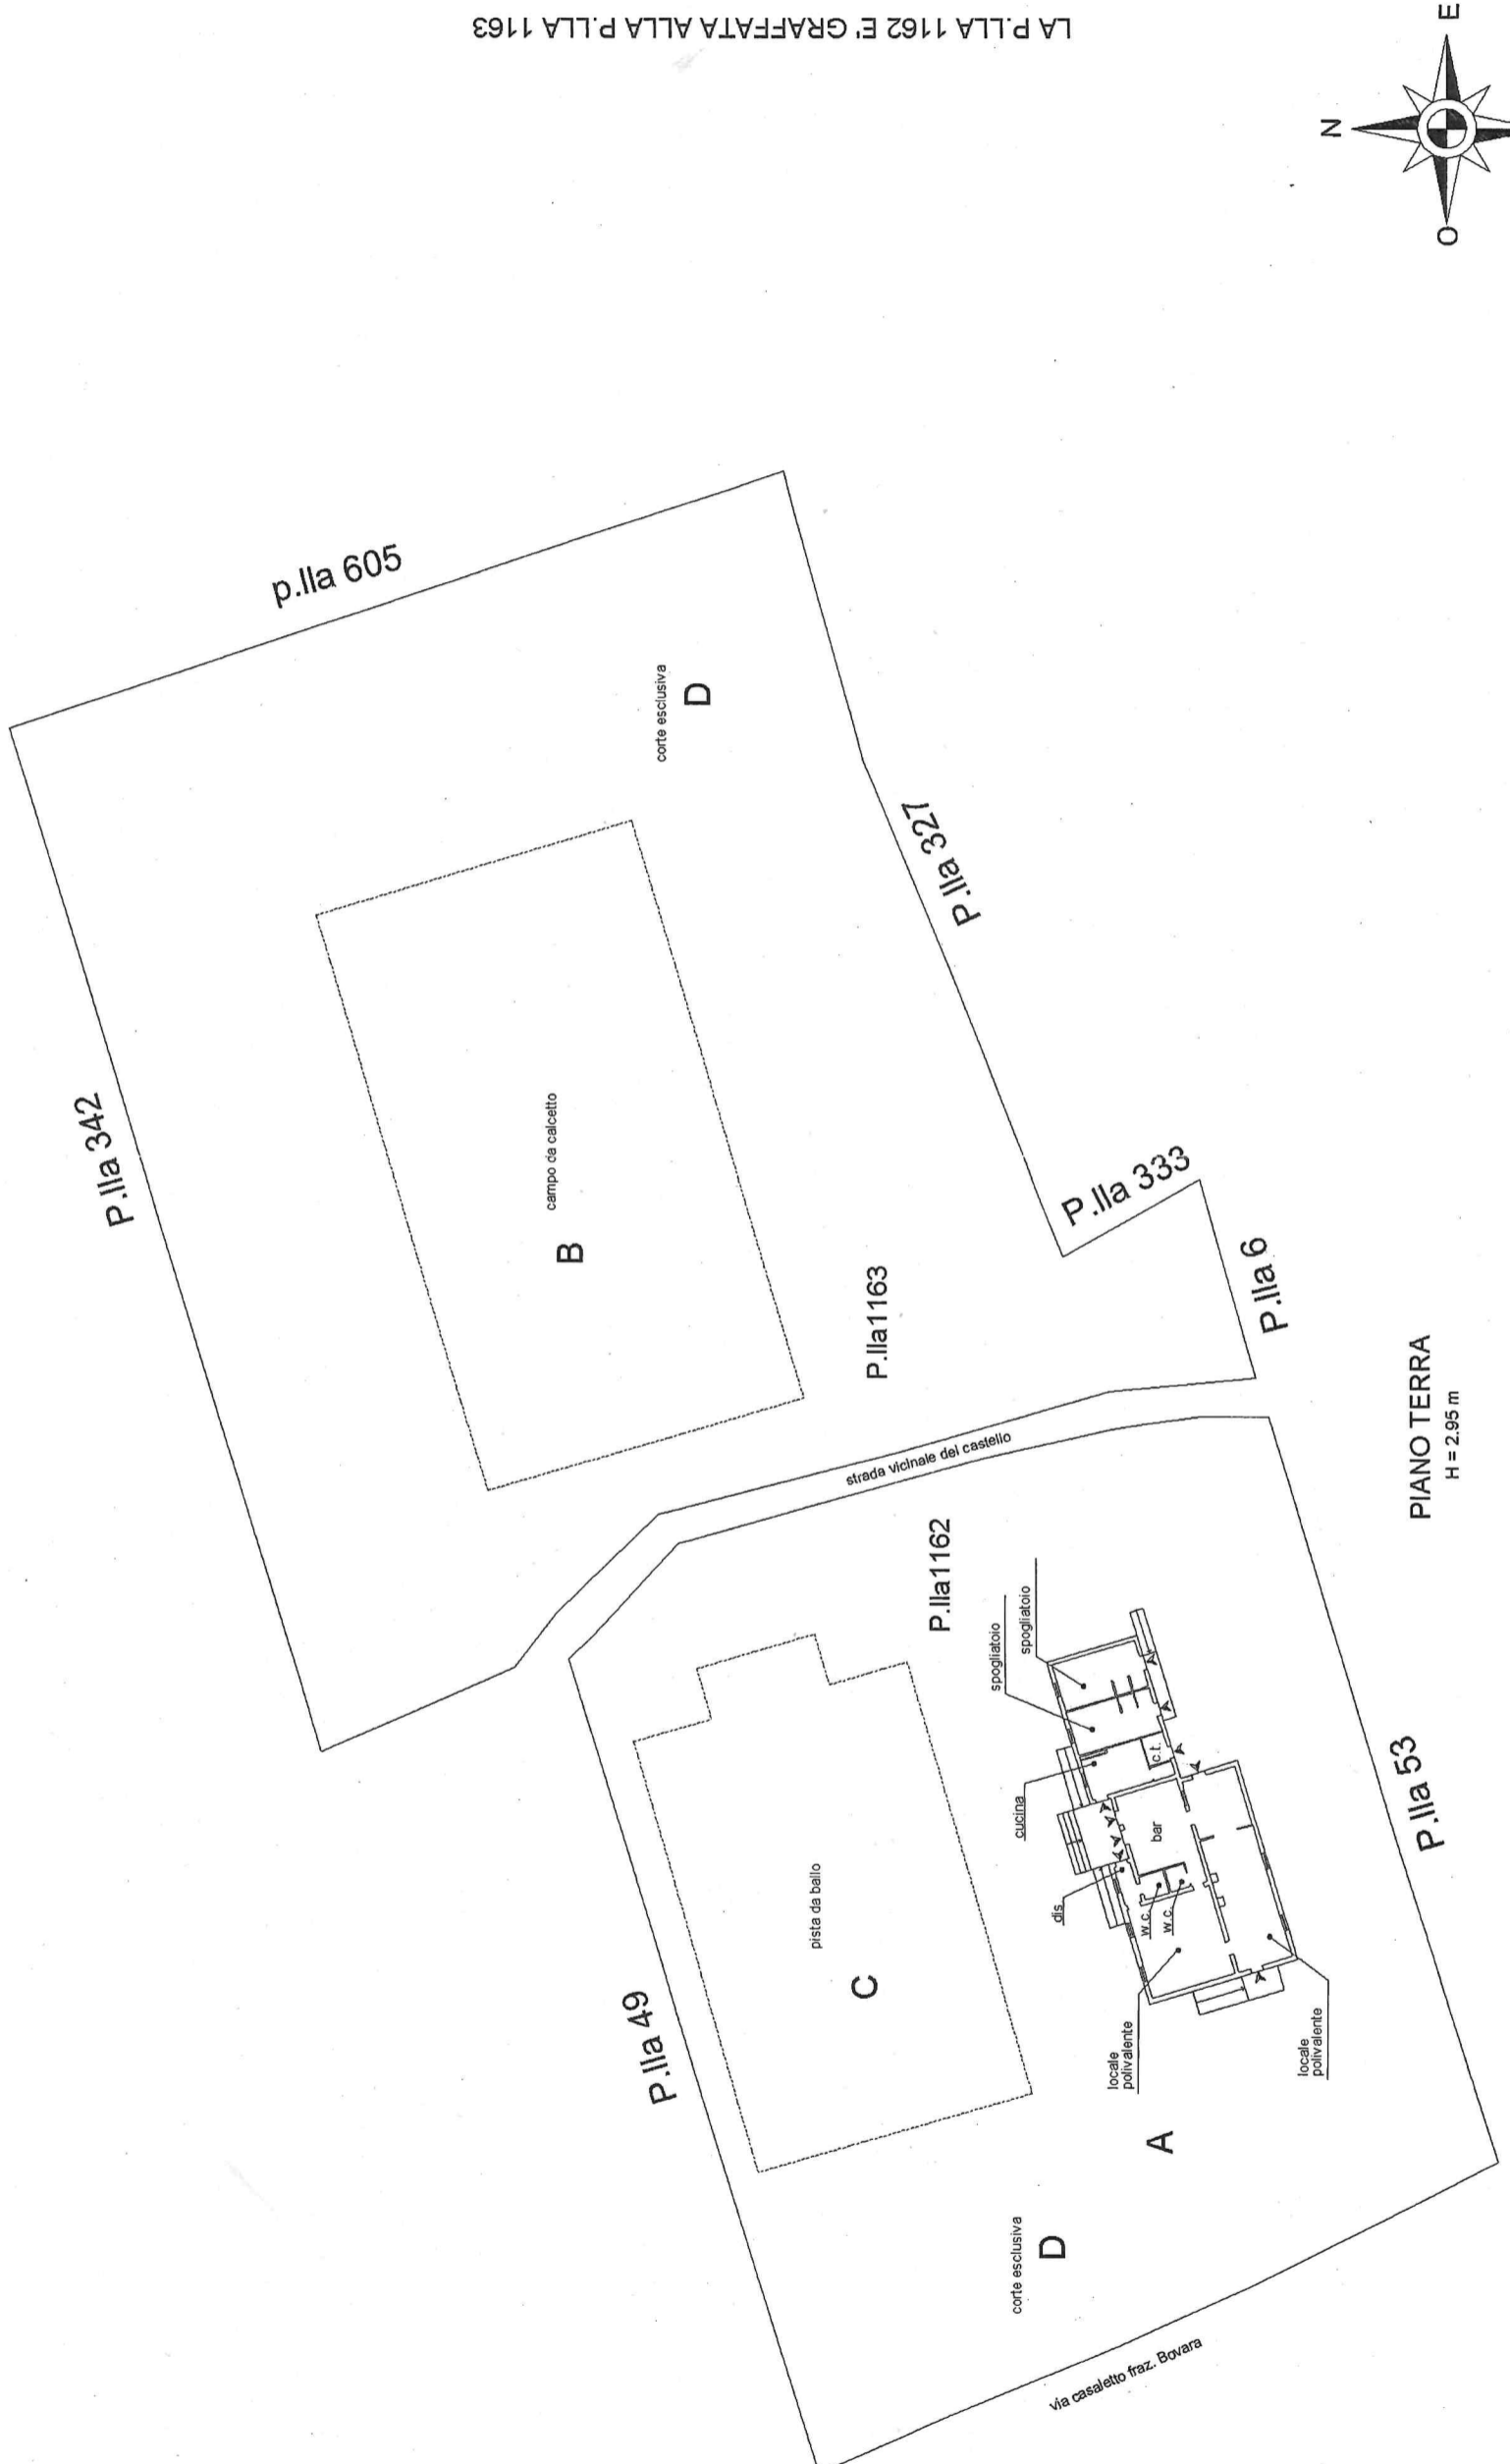 LA P.LLA 1162 E' GRAFFATA ALLA P.LLA 1163
N
E
O
p.lla 605
corte esclusiva
D
P.lla 342
P.lla 327
campo da calcetto
B
P.lla1163
P.lla 333
P.lla 6
strada vicinale del castello
PIANO TERRA
H = 2.95 m
P.lla1162
spogliatoio
spogliatoio
cucina
c.t.
bar
dis
w.c.
w.c.
locale
polivalente
locale
polivalente
pista da ballo
C
P.lla 49
P.lla 53
A
corte esclusiva
D
via casaletto fraz. Bovara